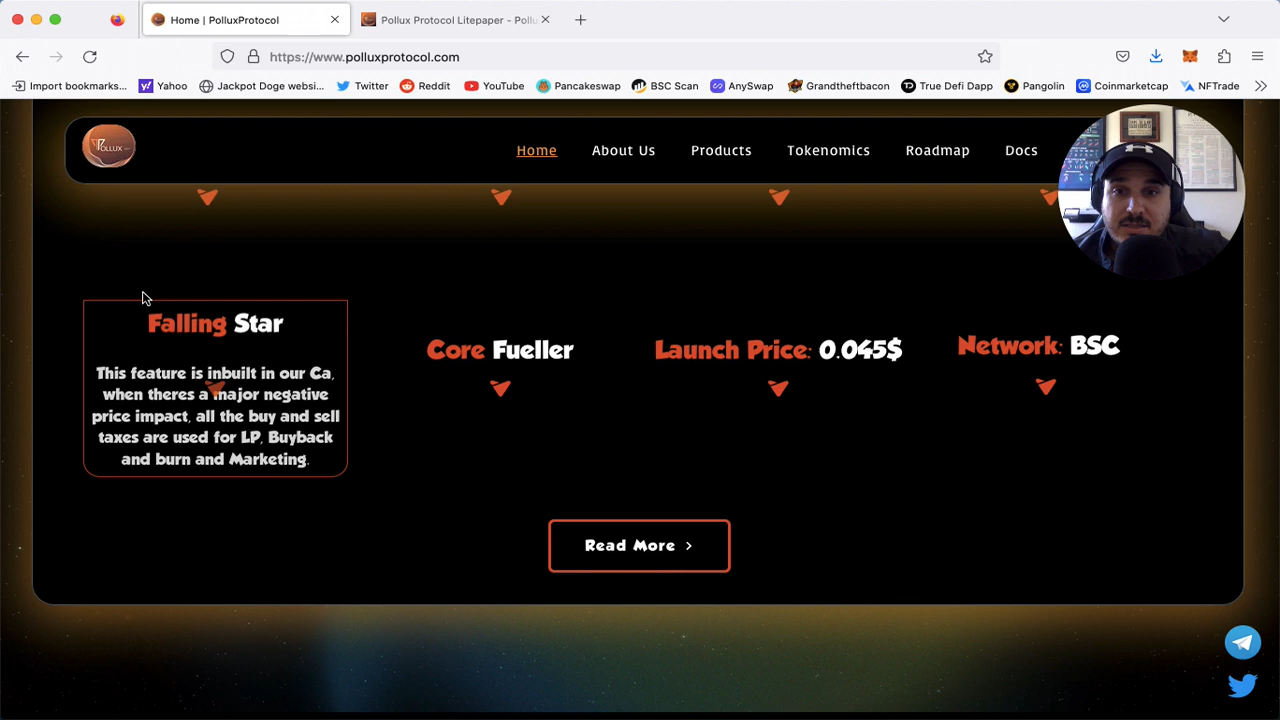 Home | PolluxProtocol
Pollux Protocol Litepaper - Pollu
https://www.polluxprotocol.com
Import bookmarks...
Yahoo
Jackpot Doge websi...
Twitter
Reddit
YouTube
Pancakeswap
BSC Scan
AnySwap
Grandtheftbacon
True Defi Dapp
Pangolin
Coinmarketcap
NFTrade
POLLUX
Home
About Us
Products
Tokenomics
Roadmap
Docs
Falling Star
This feature is inbuilt in our Ca,
when theres a major negative
price impact, all the buy and sell
taxes are used for LP, Buyback
and burn and Marketing.
Core Fueller
Launch Price: 0.045$
Network: BSC
Read More >